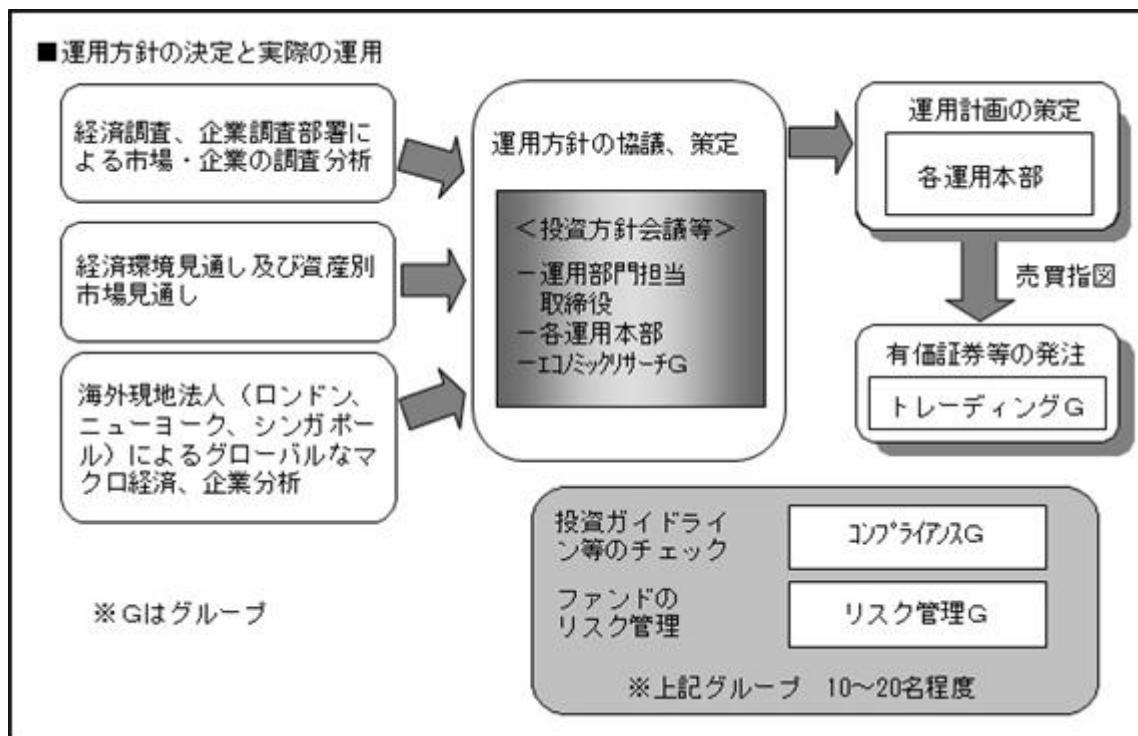 ■運用方針の決定と実際の運用
経済調査、企業調査部署に
よる市場・企業の調査分析
経済環境見通し及び資産別
市場見通し
海外現地法人（ロンドン、
ニューヨーク、シンガポー
ル）によるグローバルなマ
クロ経済、企業分析
運用方針の協議、策定
＜投資方針会議等＞
－運用部門担当
取締役
－各運用本部
－ｴｺﾉﾐｯｸﾘｻｰﾁG
運用計画の策定
各運用本部
売買指図
有価証券等の発注
トレーディングＧ
投資ガイドライ
ン等のチェック
ｺﾝﾌﾟﾗｲｱﾝｽG
ファンドの
リスク管理
リスク管理Ｇ
※上記グループ　10～20名程度
※Ｇはグループ